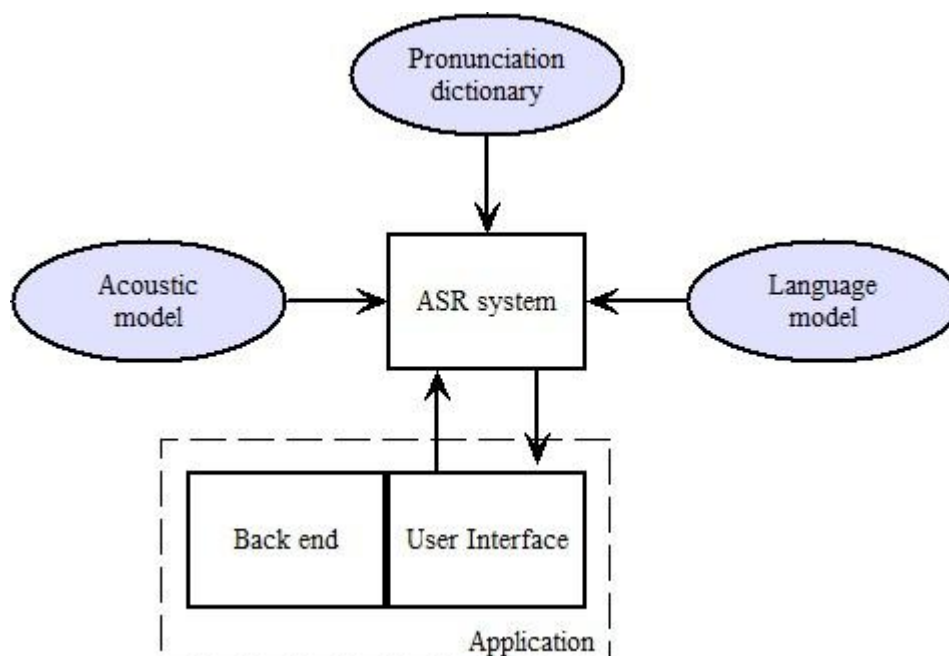 Pronunciation
dictionary
Acoustic
model
ASR system
Language
model
Back end
User Interface
Application